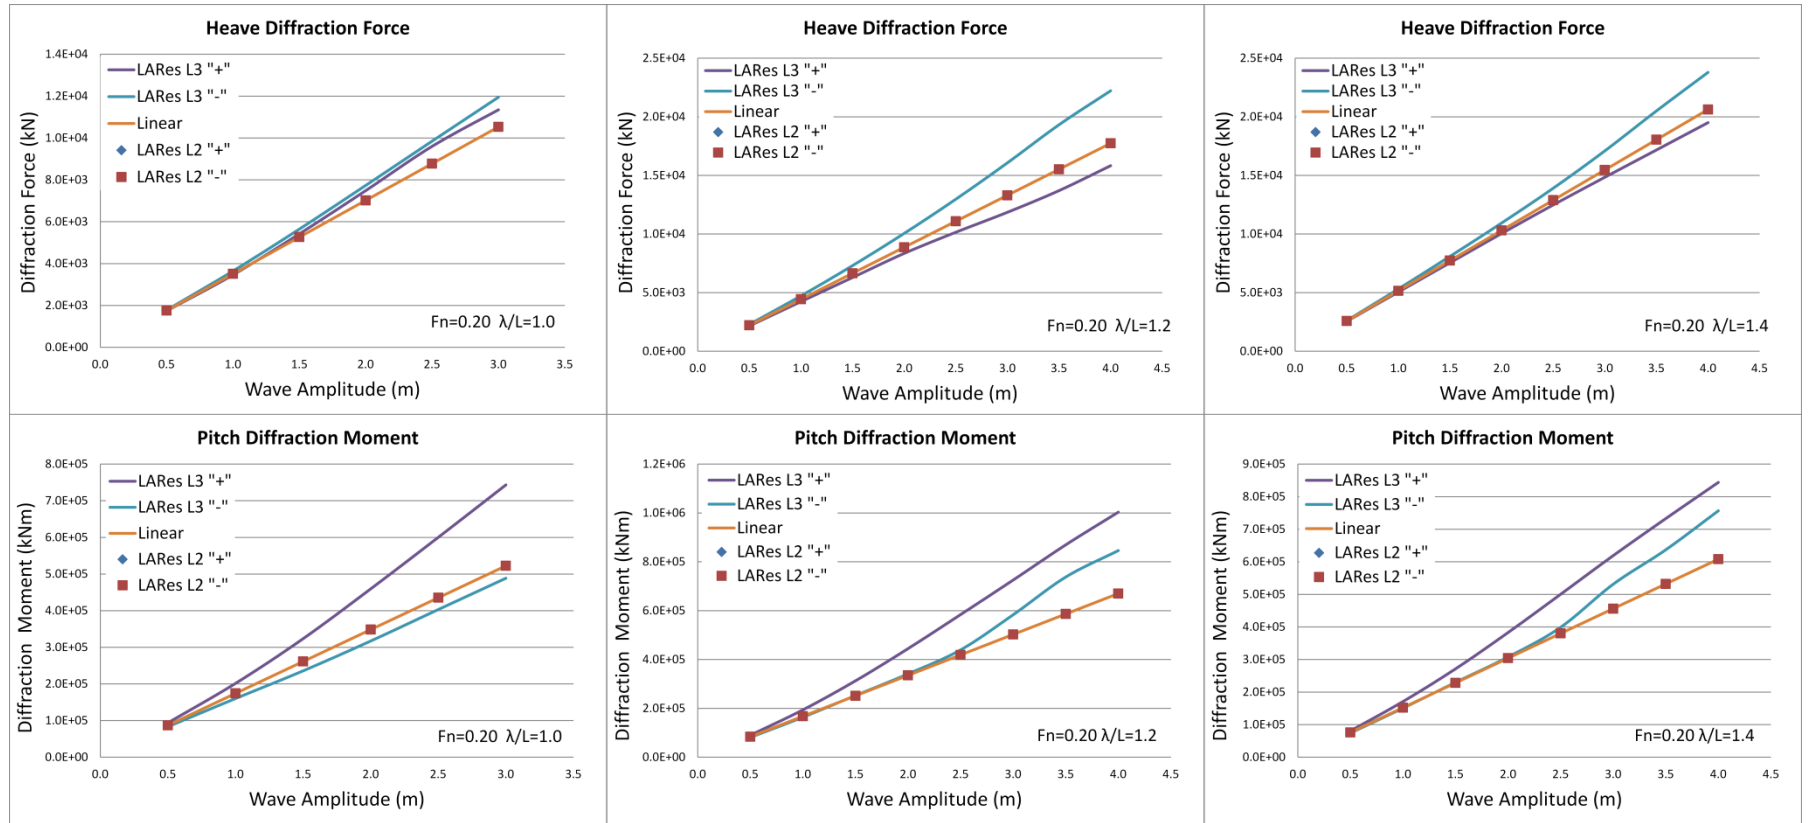 Heave Diffraction Force
1.4E+04
1.2E+04
1.0E+04
8.0E+03
6.0E+03
4.0E+03
2.0E+03
0.0E+00
Diffraction Force (kN)
LARes L3 "+"
LARes L3 "-"
Linear
LARes L2 "+"
LARes L2 "-"
Fn=0.20 λ/L=1.0
0.0 0.5 1.0 1.5 2.0 2.5 3.0 3.5
Wave Amplitude (m)
Heave Diffraction Force
2.5E+04
2.0E+04
1.5E+04
1.0E+04
5.0E+03
0.0E+00
Diffraction Force (kN)
LARes L3 "+"
LARes L3 "-"
Linear
LARes L2 "+"
LARes L2 "-"
Fn=0.20 λ/L=1.2
0.0 0.5 1.0 1.5 2.0 2.5 3.0 3.5 4.0 4.5
Wave Amplitude (m)
Heave Diffraction Force
2.5E+04
2.0E+04
1.5E+04
1.0E+04
5.0E+03
0.0E+00
Diffraction Force (kN)
LARes L3 "+"
LARes L3 "-"
Linear
LARes L2 "+"
LARes L2 "-"
Fn=0.20 λ/L=1.4
0.0 0.5 1.0 1.5 2.0 2.5 3.0 3.5 4.0 4.5
Wave Amplitude (m)
Pitch Diffraction Moment
8.0E+05
7.0E+05
6.0E+05
5.0E+05
4.0E+05
3.0E+05
2.0E+05
1.0E+05
0.0E+00
Diffraction Moment (kNm)
LARes L3 "+"
LARes L3 "-"
Linear
LARes L2 "+"
LARes L2 "-"
Fn=0.20 λ/L=1.0
0.0 0.5 1.0 1.5 2.0 2.5 3.0 3.5
Wave Amplitude (m)
Pitch Diffraction Moment
1.2E+06
1.0E+06
8.0E+05
6.0E+05
4.0E+05
2.0E+05
0.0E+00
Diffraction Moment (kNm)
LARes L3 "+"
LARes L3 "-"
Linear
LARes L2 "+"
LARes L2 "-"
Fn=0.20 λ/L=1.2
0.0 0.5 1.0 1.5 2.0 2.5 3.0 3.5 4.0 4.5
Wave Amplitude (m)
Pitch Diffraction Moment
9.0E+05
8.0E+05
7.0E+05
6.0E+05
5.0E+05
4.0E+05
3.0E+05
2.0E+05
1.0E+05
0.0E+00
Diffraction Moment (kNm)
LARes L3 "+"
LARes L3 "-"
Linear
LARes L2 "+"
LARes L2 "-"
Fn=0.20 λ/L=1.4
0.0 0.5 1.0 1.5 2.0 2.5 3.0 3.5 4.0 4.5
Wave Amplitude (m)